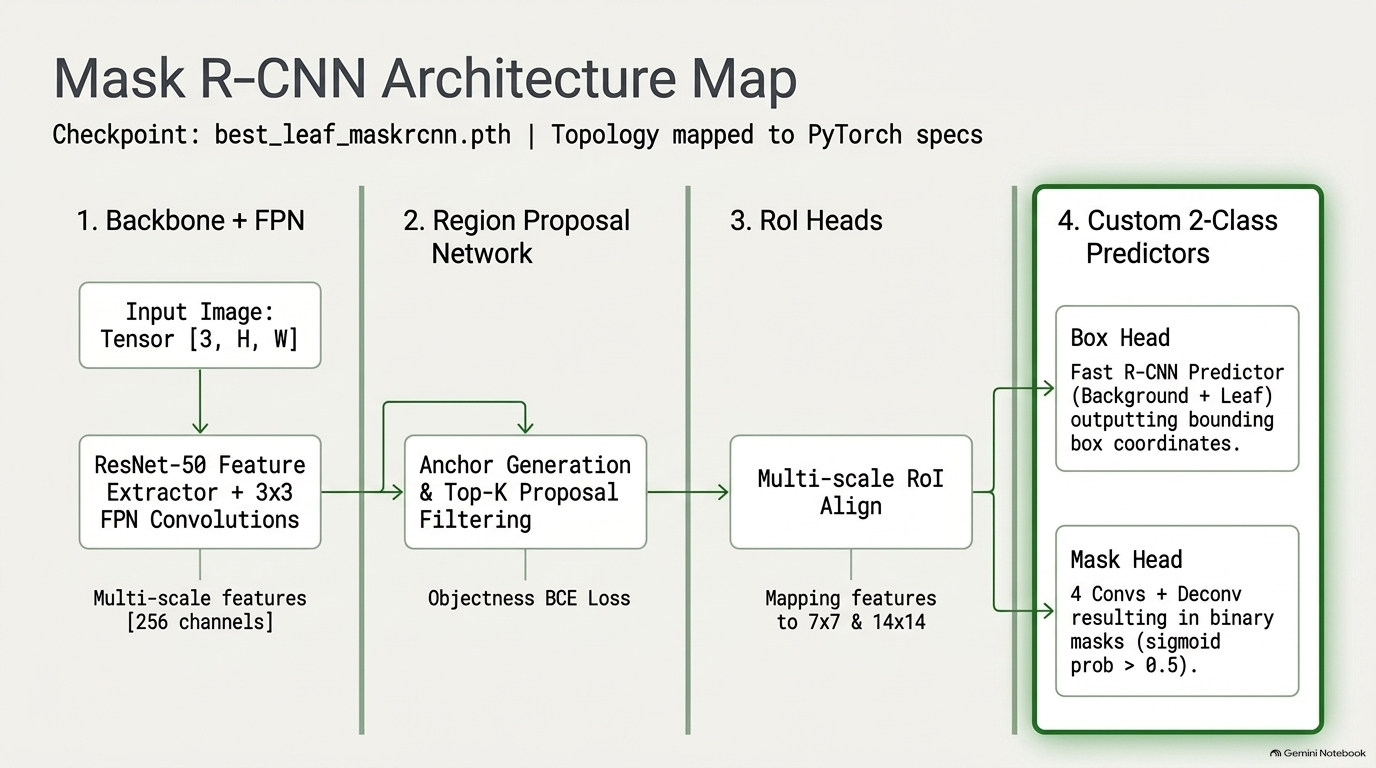 Mask R-CNN Architecture Map
Checkpoint: best_leaf_maskrcnn.pth | Topology mapped to PyTorch specs
1. Backbone + FPN
Input Image:
Tensor [3, H, W]
ResNet-50 Feature
Extractor + 3x3
FPN Convolutions
Multi-scale features
[256 channels]
2. Region Proposal
Network
Anchor Generation
& Top-K Proposal
Filtering
Objectness BCE Loss
3. RoI Heads
Multi-scale RoI
Align
Mapping features
to 7x7 & 14x14
4. Custom 2-Class
Predictors
Box Head
Fast R-CNN Predictor
(Background + Leaf)
outputting bounding
box coordinates.
Mask Head
4 Convs + Deconv
resulting in binary
masks (sigmoid
prob > 0.5).
Gemini Notebook